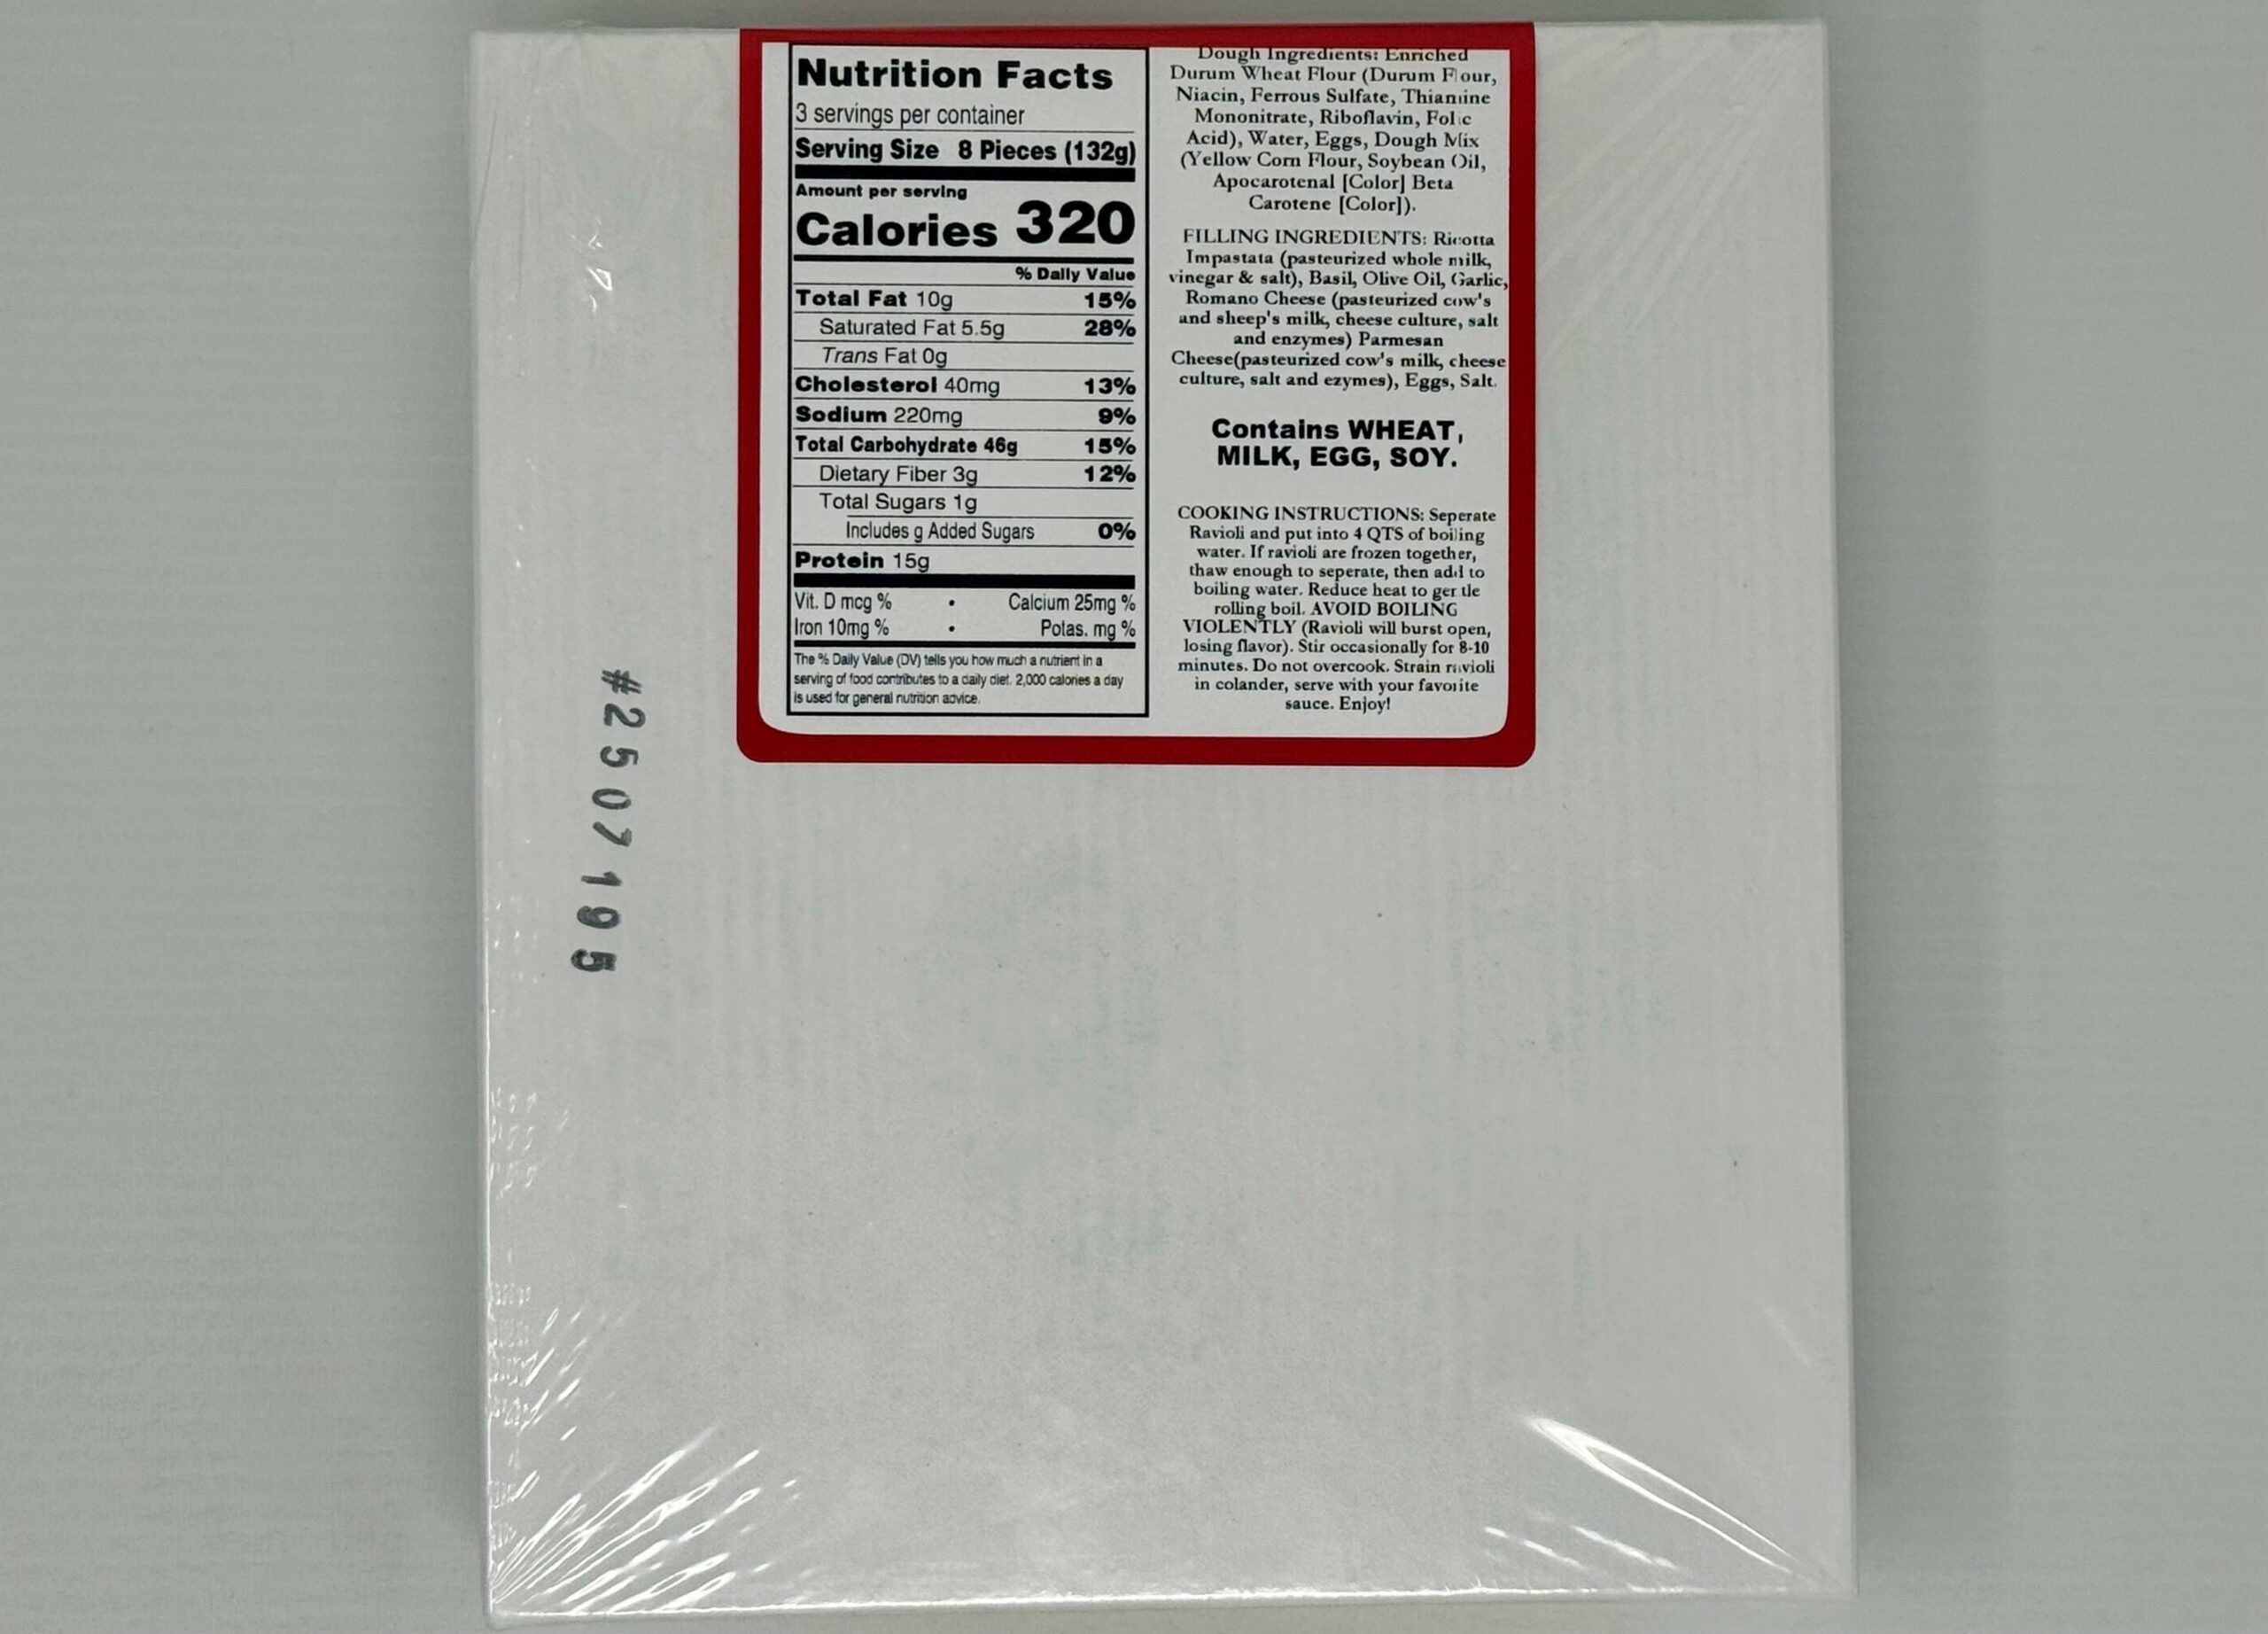 Nutrition Facts
3 servings per container
Serving Size 8 Pieces (132g)
Amount per serving
Calories 320
% Daily Value
Total Fat 10g 15%
Saturated Fat 5.5g 28%
Trans Fat 0g
Cholesterol 40mg 13%
Sodium 220mg 9%
Total Carbohydrate 46g 15%
Dietary Fiber 3g 12%
Total Sugars 1g
Includes g Added Sugars 0%
Protein 15g
Vit. D mcg % • Calcium 25mg %
Iron 10mg % • Potas. mg %
The % Daily Value (DV) tells you how much a nutrient in a
serving of food contributes to a daily diet. 2,000 calories a day
is used for general nutrition advice.
Dough Ingredients: Enriched
Durum Wheat Flour (Durum Flour,
Niacin, Ferrous Sulfate, Thiamine
Mononitrate, Riboflavin, Folic
Acid), Water, Eggs, Dough Mix
(Yellow Corn Flour, Soybean Oil,
Apocarotenal [Color] Beta
Carotene [Color]).
FILLING INGREDIENTS: Ricotta
Impastata (pasteurized whole milk,
vinegar & salt), Basil, Olive Oil, Garlic,
Romano Cheese (pasteurized cow's
and sheep's milk, cheese culture, salt
and enzymes) Parmesan
Cheese(pasteurized cow's milk, cheese
culture, salt and ezymes), Eggs, Salt.
Contains WHEAT,
MILK, EGG, SOY.
COOKING INSTRUCTIONS: Seperate
Ravioli and put into 4 QTS of boiling
water. If ravioli are frozen together,
thaw enough to seperate, then add to
boiling water. Reduce heat to gentle
rolling boil. AVOID BOILING
VIOLENTLY (Ravioli will burst open,
losing flavor). Stir occasionally for 8-10
minutes. Do not overcook. Strain ravioli
in colander, serve with your favorite
sauce. Enjoy!
#2507195